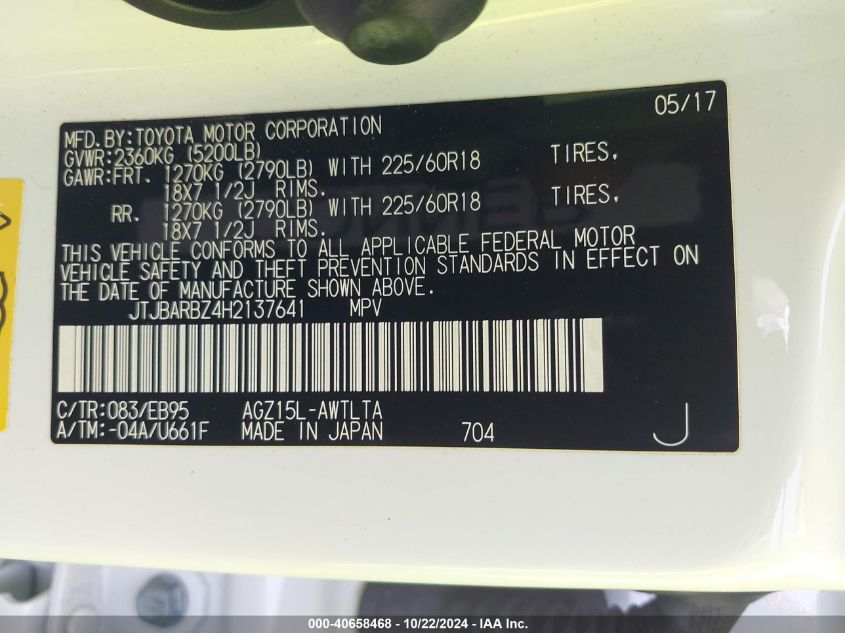 05/17
MFD.BY:TOYOTA MOTOR CORPORATION
GVWR:2360KG (5200LB)
GAWR:FRT. 1270KG (2790LB) WITH 225/60R18 TIRES,
18X7 1/2J RIMS.
RR. 1270KG (2790LB) WITH 225/60R18 TIRES,
18X7 1/2J RIMS.
THIS VEHICLE CONFORMS TO ALL APPLICABLE FEDERAL MOTOR
VEHICLE SAFETY AND THEFT PREVENTION STANDARDS IN EFFECT ON
THE DATE OF MANUFACTURE SHOWN ABOVE.
JTJBARBZ4H2137641 MPV
C/TR:083/EB95 AGZ15L-AWTLTA
A/TM:-04A/U661F MADE IN JAPAN 704 J
000-40658468 - 10/22/2024 - IAA Inc.